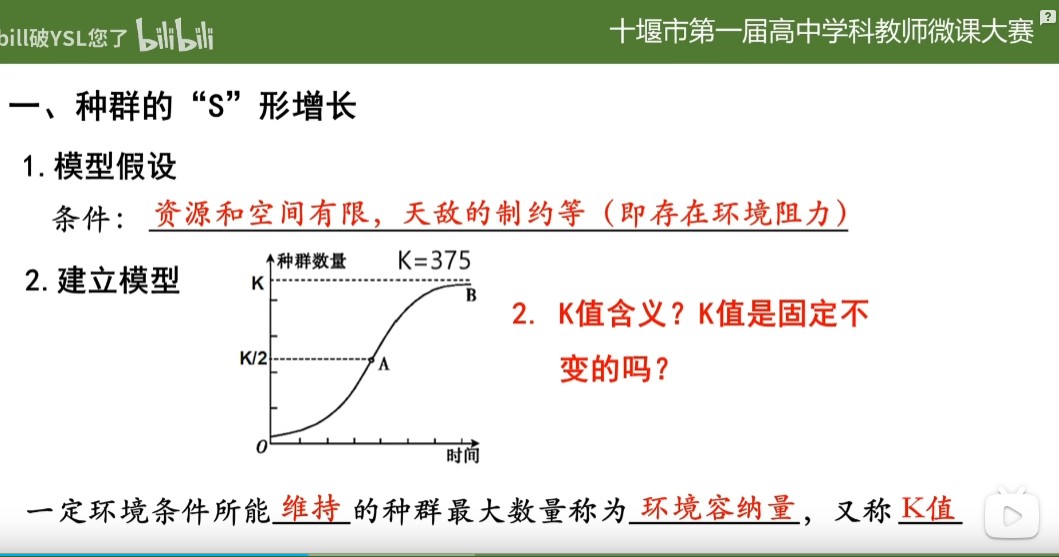 bill破YSL您了 bilibili
十堰市第一届高中学科教师微课大赛
一、种群的“S”形增长
1. 模型假设
条件：资源和空间有限，天敌的制约等（即存在环境阻力）
2. 建立模型
种群数量 K=375
K
B
K/2
A
O
时间
2. K值含义？K值是固定不
变的吗？
一定环境条件所能维持的种群最大数量称为环境容纳量，又称K值